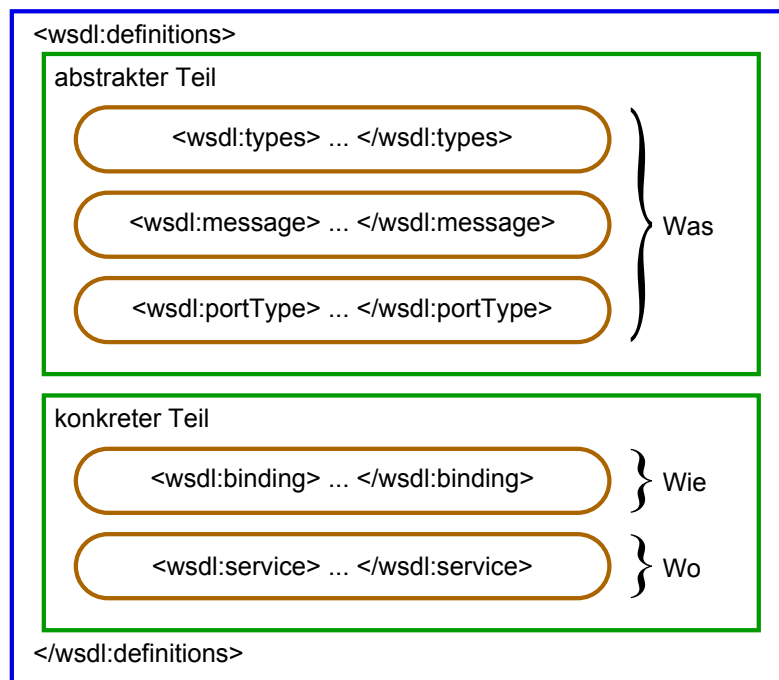 <wsdl:definitions>
abstrakter Teil
<wsdl:types> ... </wsdl:types>
<wsdl:message> ... </wsdl:message>
Was
<wsdl:portType> ... </wsdl:portType>
konkreter Teil
<wsdl:binding> ... </wsdl:binding>
Wie
<wsdl:service> ... </wsdl:service>
Wo
</wsdl:definitions>